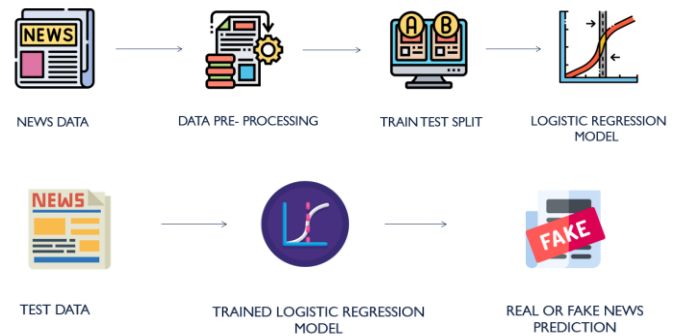 NEWS
A B
NEWS DATA
DATA PRE- PROCESSING
TRAIN TEST SPLIT
LOGISTIC REGRESSION
MODEL
NEWS
FAKE
TEST DATA
TRAINED LOGISTIC REGRESSION
MODEL
REAL OR FAKE NEWS
PREDICTION